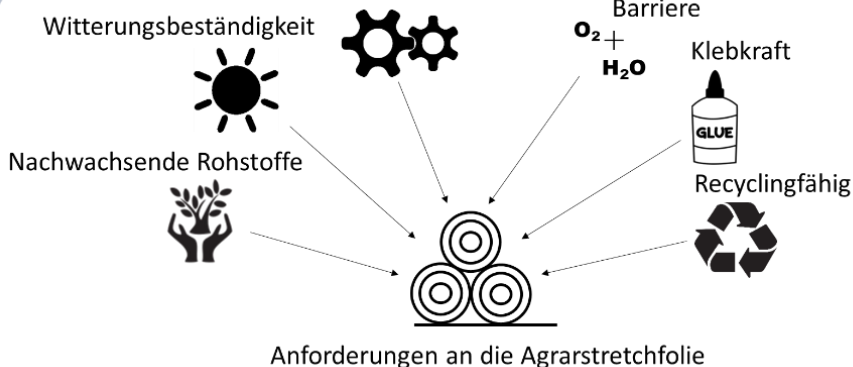 Witterungsbeständigkeit
Barriere
O₂+
H₂O
Klebkraft
GLUE
Nachwachsende Rohstoffe
Recyclingfähig
Anforderungen an die Agrarstretchfolie